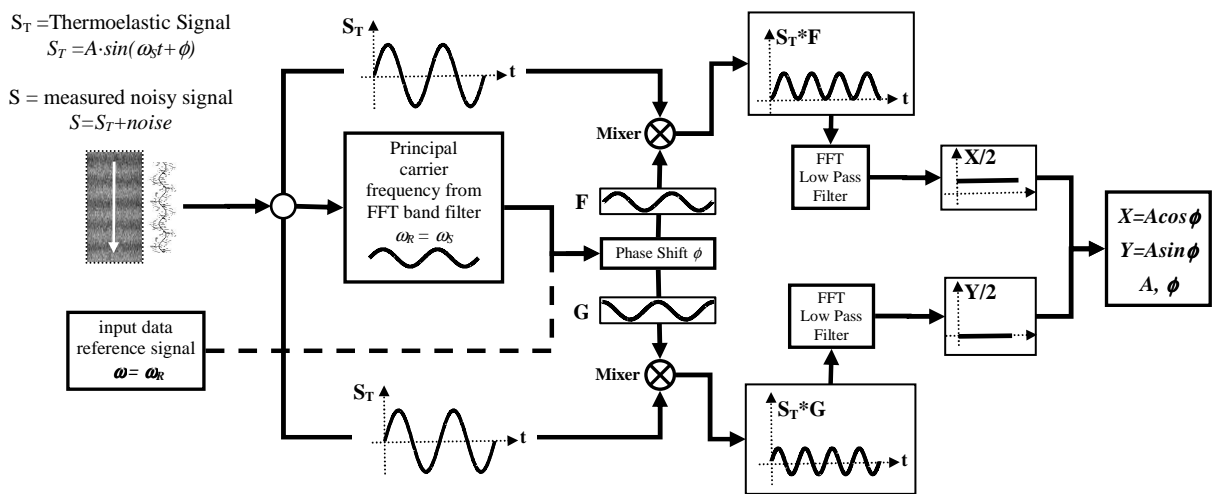 S_T =Thermoelastic Signal
S_T =A·sin(ω_S t+ϕ)
S = measured noisy signal
S=S_T+noise
input data
reference signal
ω= ω_R
S_T
t
Principal
carrier
frequency from
FFT band filter
ω_R = ω_S
S_T
t
Mixer
F
Phase Shift ϕ
G
Mixer
S_T*F
t
FFT
Low Pass
Filter
X/2
FFT
Low Pass
Filter
Y/2
S_T*G
t
X=Acosϕ
Y=Asinϕ
A, ϕ